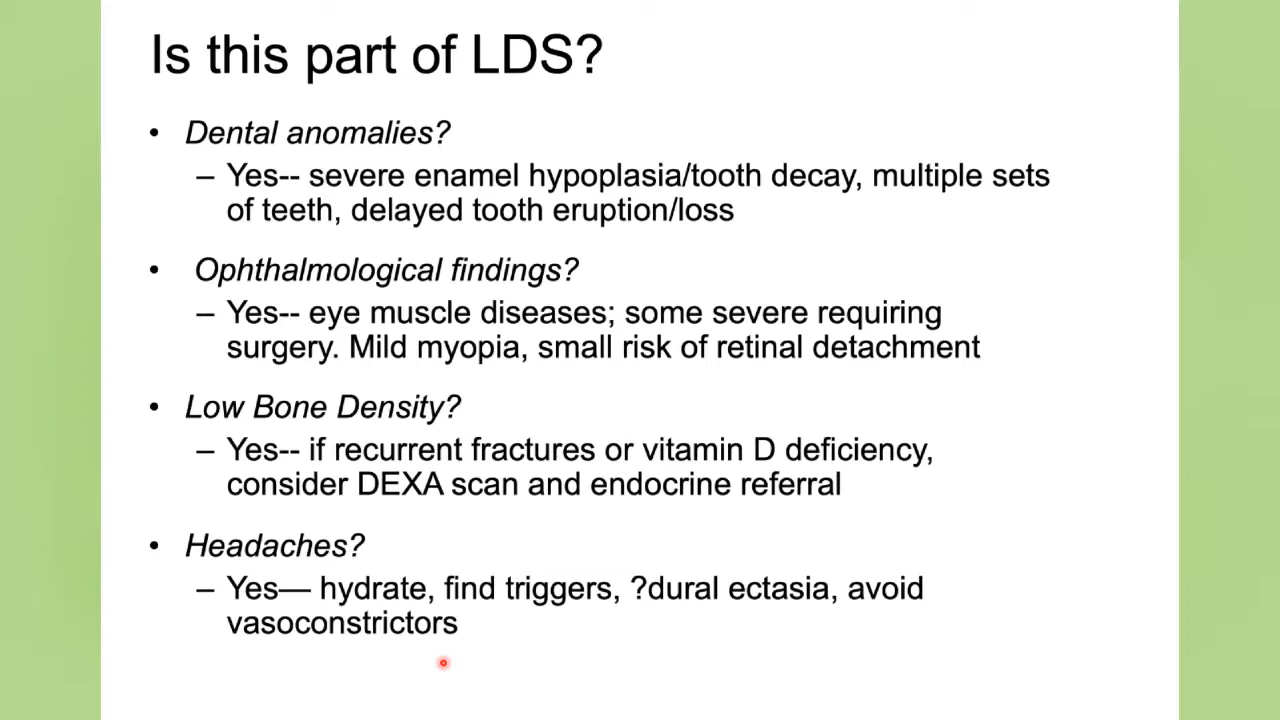 Is this part of LDS?
• Dental anomalies?
– Yes-- severe enamel hypoplasia/tooth decay, multiple sets
of teeth, delayed tooth eruption/loss
• Ophthalmological findings?
– Yes-- eye muscle diseases; some severe requiring
surgery. Mild myopia, small risk of retinal detachment
• Low Bone Density?
– Yes-- if recurrent fractures or vitamin D deficiency,
consider DEXA scan and endocrine referral
• Headaches?
– Yes— hydrate, find triggers, ?dural ectasia, avoid
vasoconstrictors